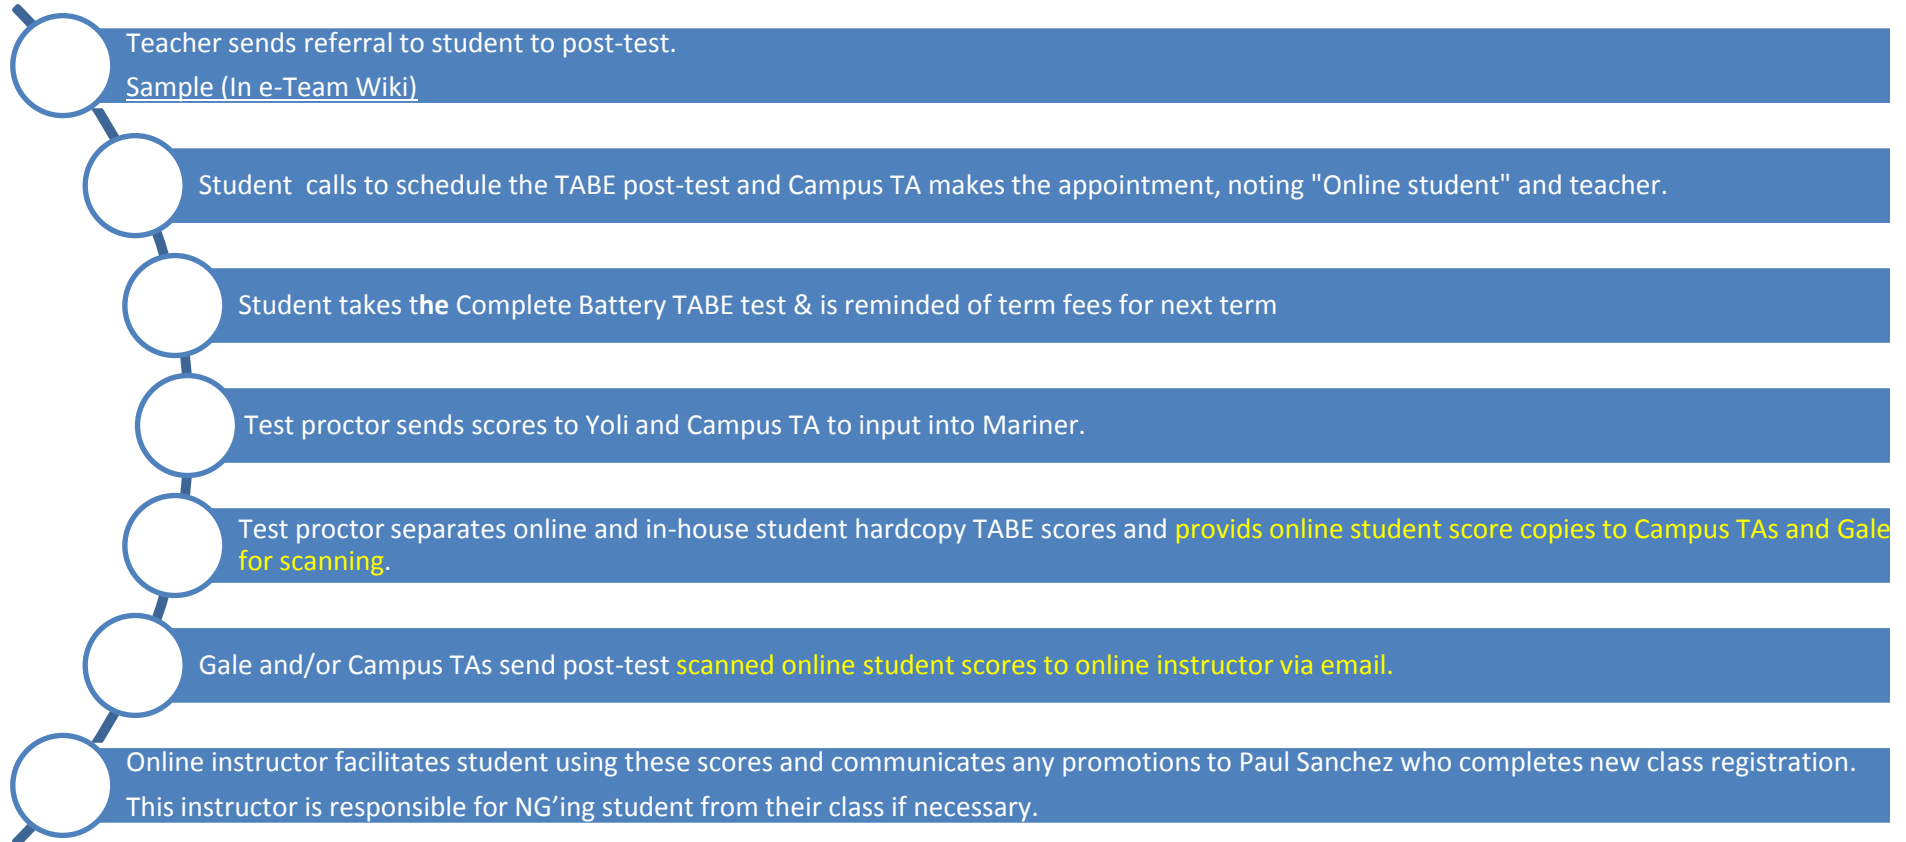 Teacher sends referral to student to post-test.
Sample (In e-Team Wiki)
Student  calls to schedule the TABE post-test and Campus TA makes the appointment, noting "Online student" and teacher.
Student takes the Complete Battery TABE test & is reminded of term fees for next term
Test proctor sends scores to Yoli and Campus TA to input into Mariner.
Test proctor separates online and in-house student hardcopy TABE scores and provids online student score copies to Campus TAs and Gale
for scanning.
Gale and/or Campus TAs send post-test scanned online student scores to online instructor via email.
Online instructor facilitates student using these scores and communicates any promotions to Paul Sanchez who completes new class registration.
This instructor is responsible for NG’ing student from their class if necessary.